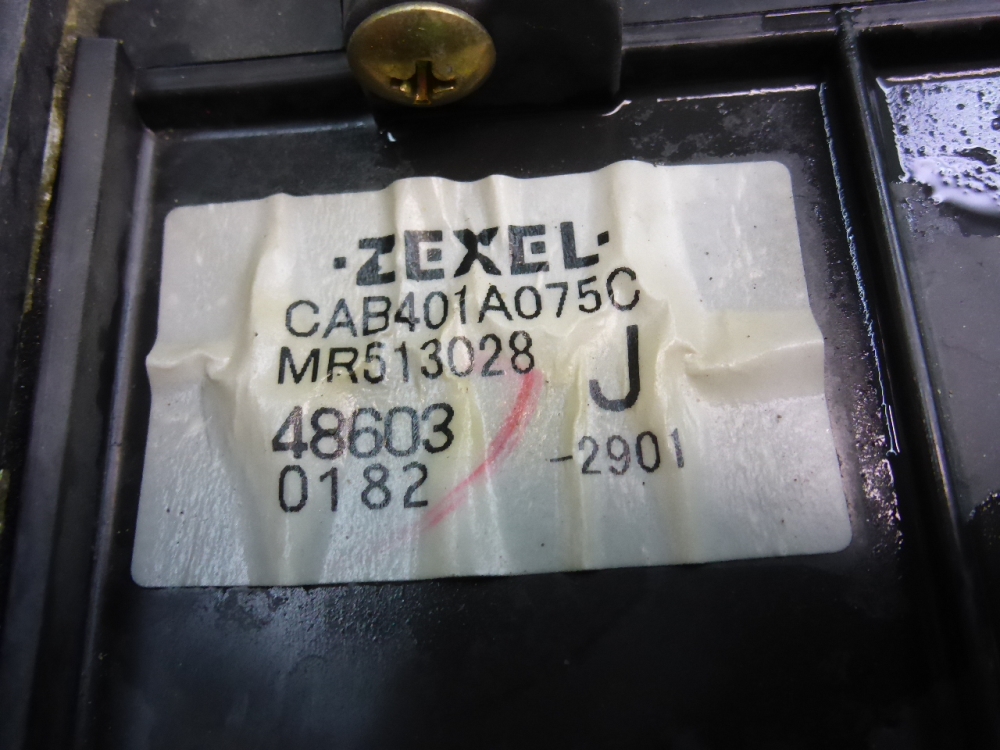 ·ZEXEL·
CAB401A075C
MR513028 J
48603
0182 -2901